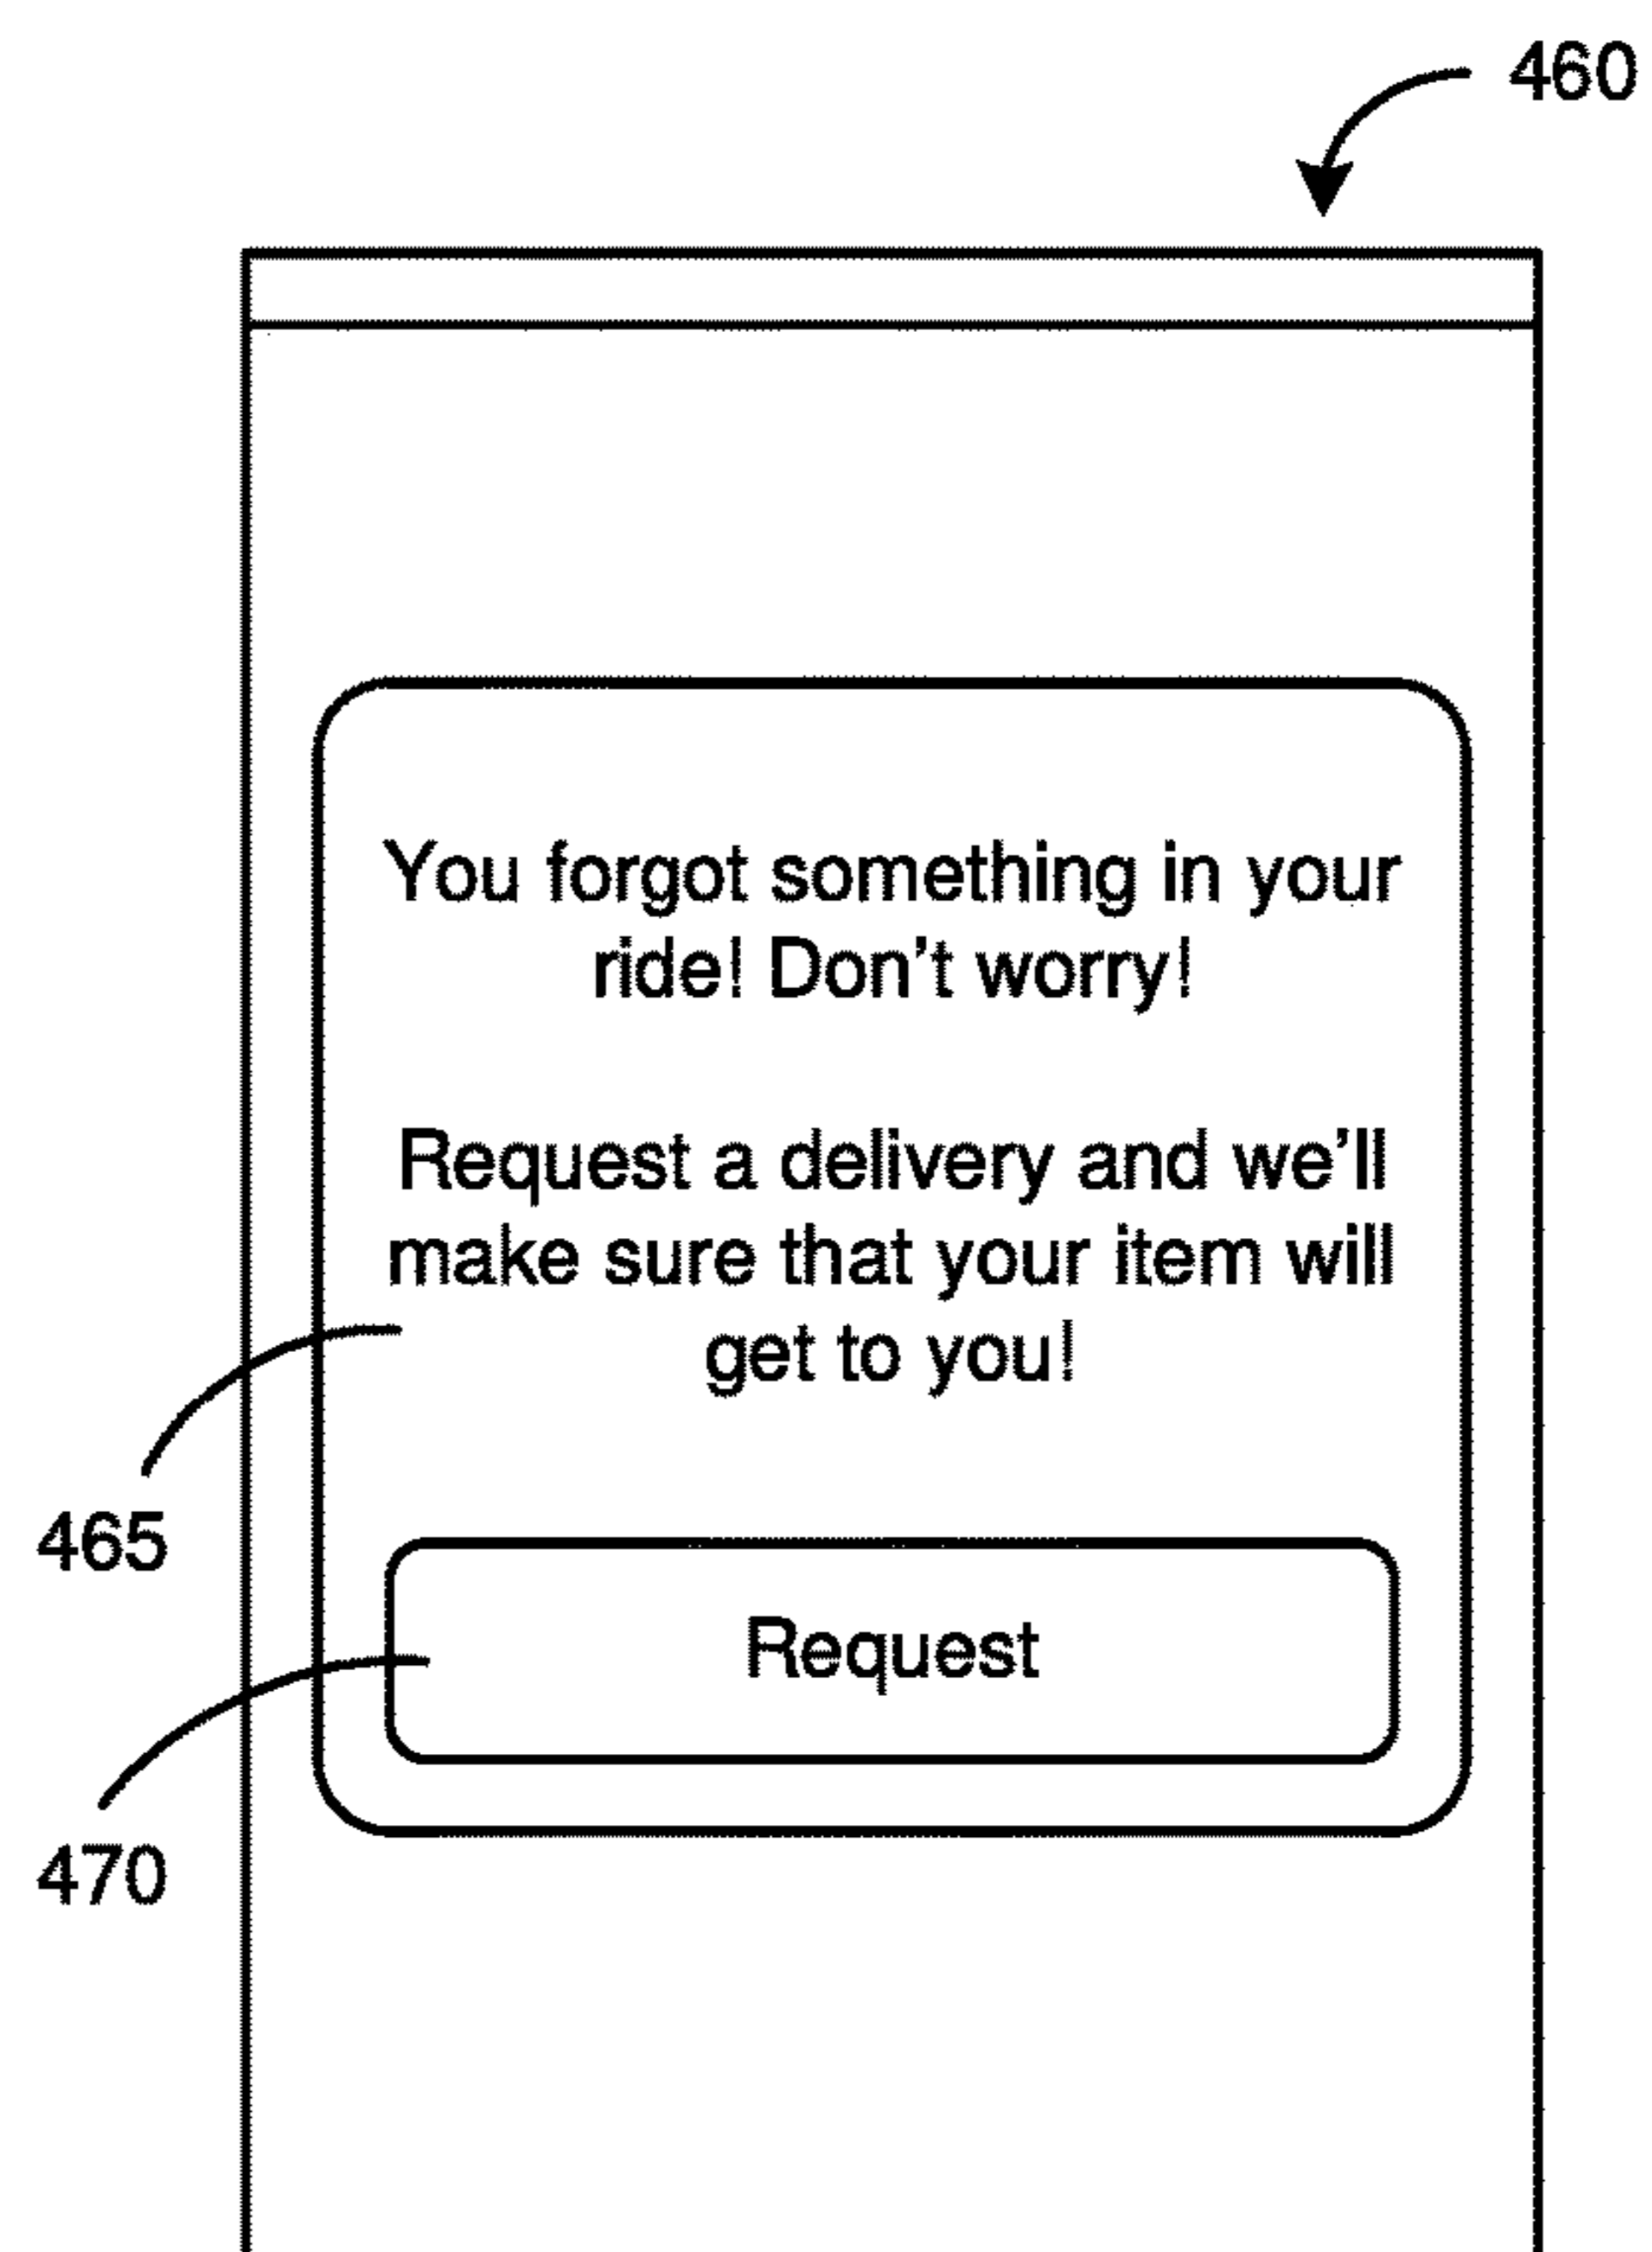 460
You forgot something in your
ride! Don't worry!
Request a delivery and we'll
make sure that your item will
get to you!
465
Request
470